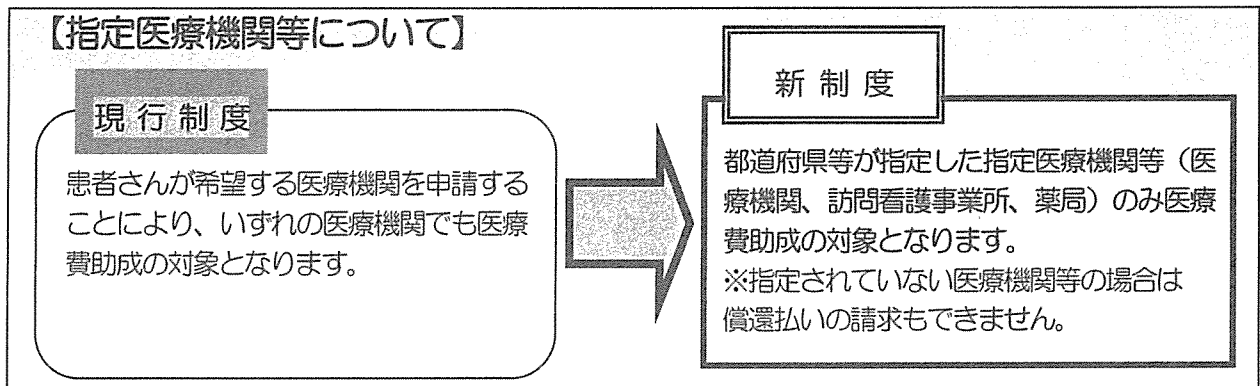 【指定医療機関等について】
現行制度
患者さんが希望する医療機関を申請する
ことにより、いずれの医療機関でも医療
費助成の対象となります。
新制度
都道府県等が指定した指定医療機関等（医
療機関、訪問看護事業所、薬局）のみ医療
費助成の対象となります。
※指定されていない医療機関等の場合は
償還払いの請求もできません。